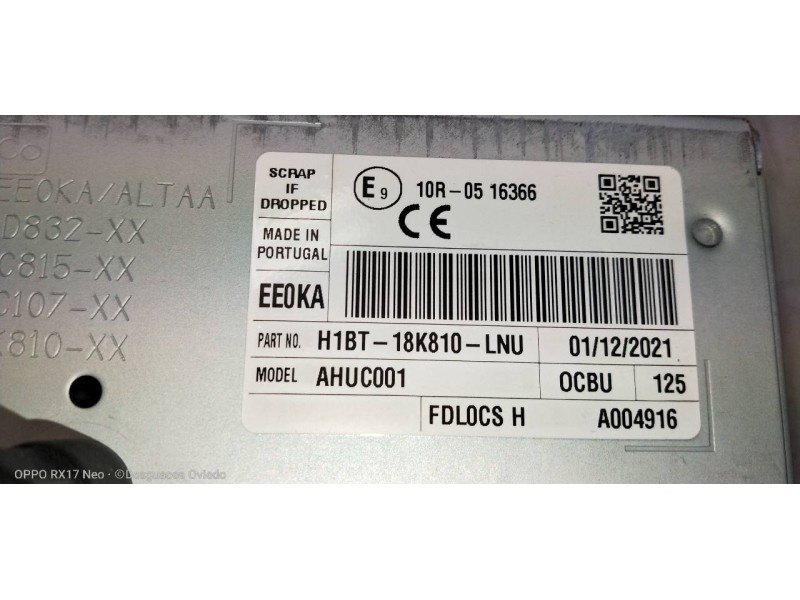 EE0KA/ALTAA
D832-XX
C815-XX
C107-XX
K810-XX
SCRAP
IF
DROPPED
E9
10R-05 16366
CE
MADE IN
PORTUGAL
EE0KA
PART NO.
H1BT-18K810-LNU
01/12/2021
MODEL
AHUC001
OCBU
125
FDLOCS H
A004916
OPPO RX17 Neo · ©Desguaces Oviedo